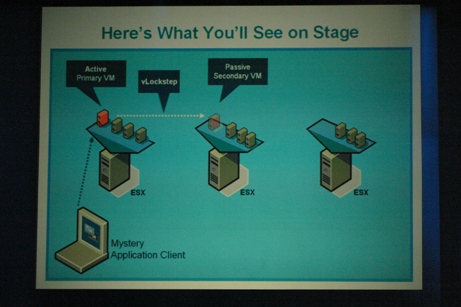 Here's What You'll See on Stage
Active
Primary VM
vLockstep
Passive
Secondary VM
ESX
ESX
ESX
Mystery
Application Client